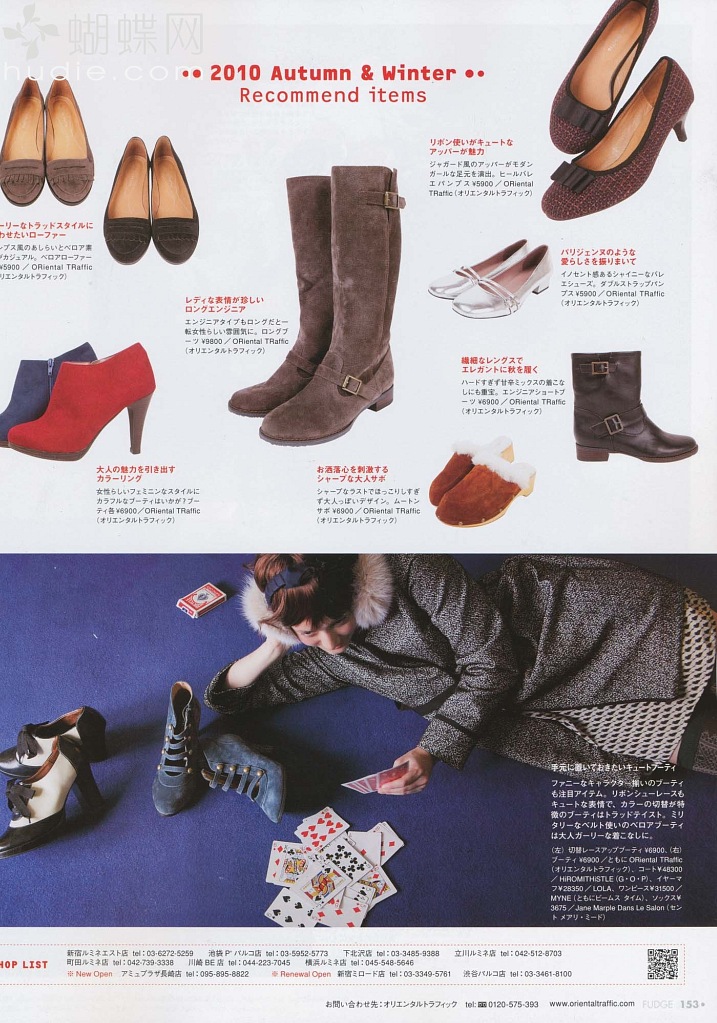 蝴蝶网
hudie.com
•• 2010 Autumn & Winter ••
Recommend items
リボン使いがキュートな
アッパーが魅力
ジャガード風のアッパーがモダン
ガールな足元を演出。ヒールバレ
エパンプス¥5900／ORiental
TRaffic（オリエンタルトラフィック）
ーリーなトラッドスタイルに
わせたいローファー
ンプス風のあしらいとベロア素
がカジュアル。ベロアローファー
¥5900／ORiental TRaffic
オリエンタルトラフィック）
パリジェンヌのような
愛らしさを振りまいて
イノセント感あるシャイニーなバレ
エシューズ。ダブルストラップパン
プス¥5900／ORiental TRaffic
（オリエンタルトラフィック）
レディな表情が珍しい
ロングエンジニア
エンジニアタイプもロングだと一
転女性らしい雰囲気に。ロングブ
ーツ¥9800／ORiental TRaffic
（オリエンタルトラフィック）
繊細なレングスで
エレガントに秋を履く
ハードすぎず甘辛ミックスの着こな
しにも重宝。エンジニアショートブ
ーツ¥6900／ORiental TRaffic
（オリエンタルトラフィック）
大人の魅力を引き出す
カラーリング
女性らしいフェミニンなスタイルに
カラフルなブーティはいかが？ブー
ティ各¥6900／ORiental TRaffic
（オリエンタルトラフィック）
お洒落心を刺激する
シャープな大人サボ
シャープなラストでほっこりしすぎ
ず大人っぽいデザイン。ムートン
サボ¥6900／ORiental TRaffic
（オリエンタルトラフィック）
手元に置いておきたいキュートブーティ
ファニーなキャラクター揃いのブーティ
も注目アイテム。リボンシューレースも
キュートな表情で、カラーの切替が特
徴のブーティはトラッドテイスト。ミリ
タリーなベルト使いのベロアブーティ
は大人ガーリーな着こなしに。
（左）切替レースアップブーティ¥6900、（右）
ブーティ¥6900／ともにORiental TRaffic
（オリエンタルトラフィック）、コート¥48300
／HiROMITHiSTLE（G・O・P）、イヤーマ
フ¥28350／LOLA、ワンピース¥31500／
MYNE（ともにビームス タイム）、ソックス¥
3675／Jane Marple Dans Le Salon（セン
ト メアリ・ミード）
HOP LIST
新宿ルミネエスト店 tel：03-6272-5259 池袋P'パルコ店 tel：03-5952-5773 下北沢店 tel：03-3485-9388 立川ルミネ店 tel：042-512-8703
町田ルミネ店 tel：042-739-3338 川崎BE店 tel：044-223-7045 横浜ルミネ店 tel：045-548-5646
※New Open アミュプラザ長崎店 tel：095-895-8822 ※Renewal Open 新宿ミロード店 tel：03-3349-5761 渋谷パルコ店 tel：03-3461-8100
お問い合わせ先：オリエンタルトラフィック tel：0120-575-393 www.orientaltraffic.com FUDGE 153